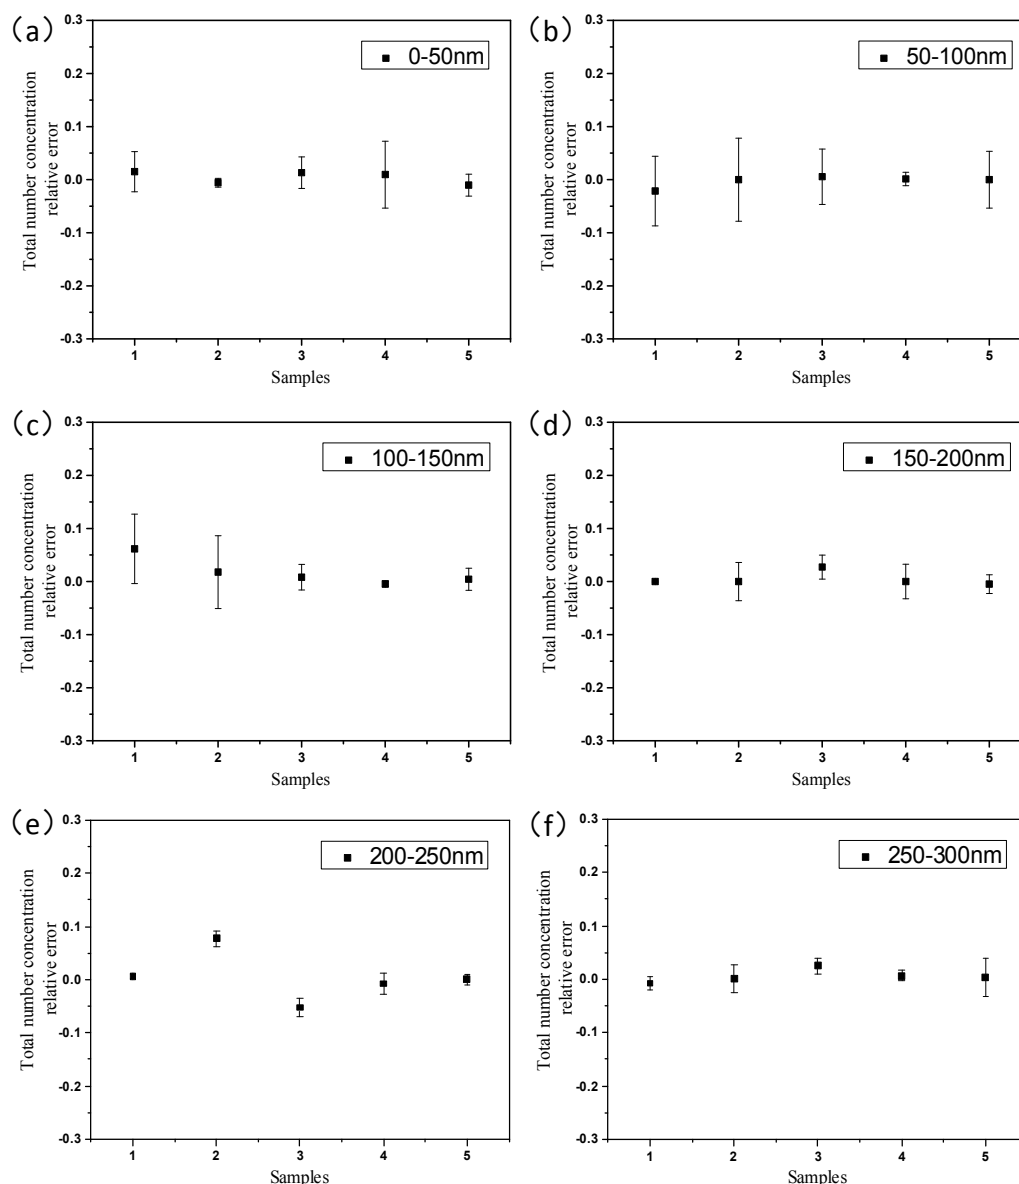 (a)
0.3
0.2
0.1
0.0
-0.1
-0.2
-0.3
Total number concentration
relative error
0-50nm
1 2 3 4 5
Samples
(b)
0.3
0.2
0.1
0.0
-0.1
-0.2
-0.3
Total number concentration
relative error
50-100nm
1 2 3 4 5
Samples
(c)
0.3
0.2
0.1
0.0
-0.1
-0.2
-0.3
Total number concentration
relative error
100-150nm
1 2 3 4 5
Samples
(d)
0.3
0.2
0.1
0.0
-0.1
-0.2
-0.3
Total number concentration
relative error
150-200nm
1 2 3 4 5
Samples
(e)
0.3
0.2
0.1
0.0
-0.1
-0.2
-0.3
Total number concentration
relative error
200-250nm
1 2 3 4 5
Samples
(f)
0.3
0.2
0.1
0.0
-0.1
-0.2
-0.3
Total number concentration
relative error
250-300nm
1 2 3 4 5
Samples